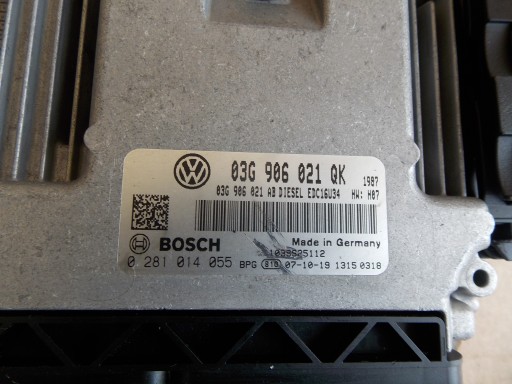 03G 906 021 QK 1987
03G 906 021 AB DIESEL EDC16U34 HW: H07
BOSCH Made in Germany
1039S25112
0 281 014 055 BPG 07-10-19 1315 0318